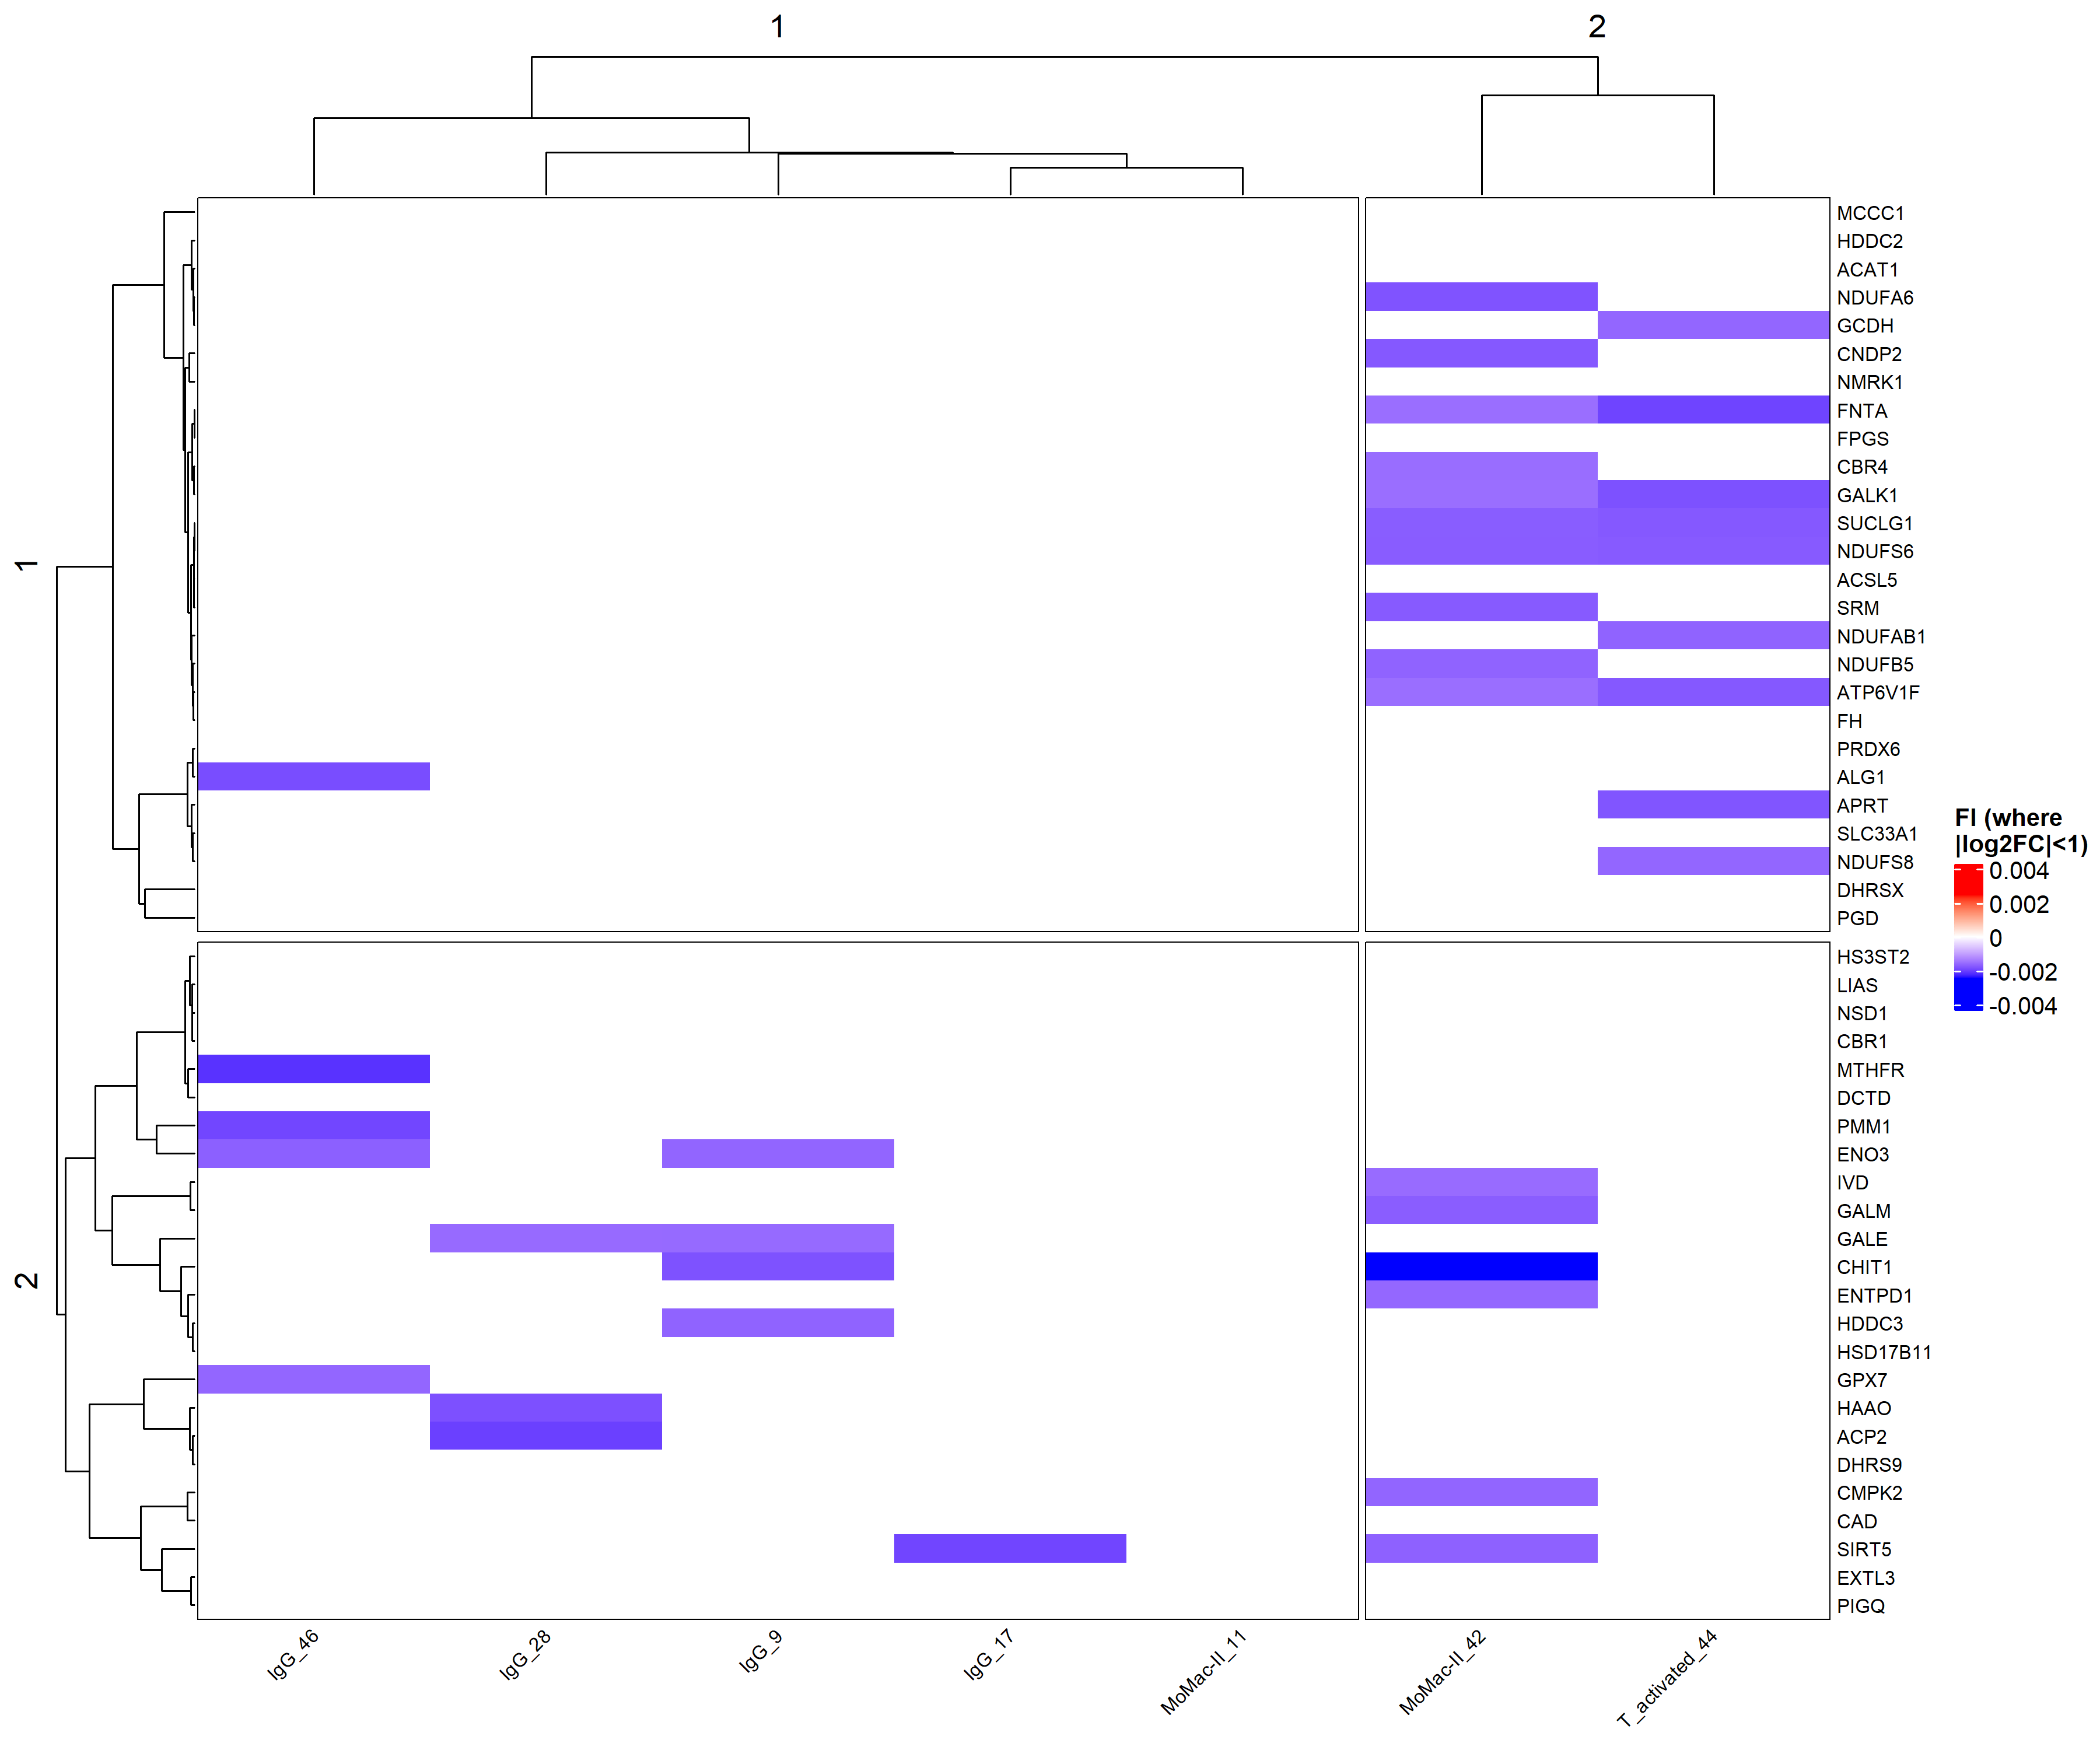 1
2
1
2
MCCC1
HDDC2
ACAT1
NDUFA6
GCDH
CNDP2
NMRK1
FNTA
FPGS
CBR4
GALK1
SUCLG1
NDUFS6
ACSL5
SRM
NDUFAB1
NDUFB5
ATP6V1F
FH
PRDX6
ALG1
APRT
SLC33A1
NDUFS8
DHRSX
PGD
HS3ST2
LIAS
NSD1
CBR1
MTHFR
DCTD
PMM1
ENO3
IVD
GALM
GALE
CHIT1
ENTPD1
HDDC3
HSD17B11
GPX7
HAAO
ACP2
DHRS9
CMPK2
CAD
SIRT5
EXTL3
PIGQ
IgG_46
IgG_28
IgG_9
IgG_17
MoMac-II_11
MoMac-II_42
T_activated_44
FI (where
|log2FC|<1)
0.004
0.002
0
-0.002
-0.004